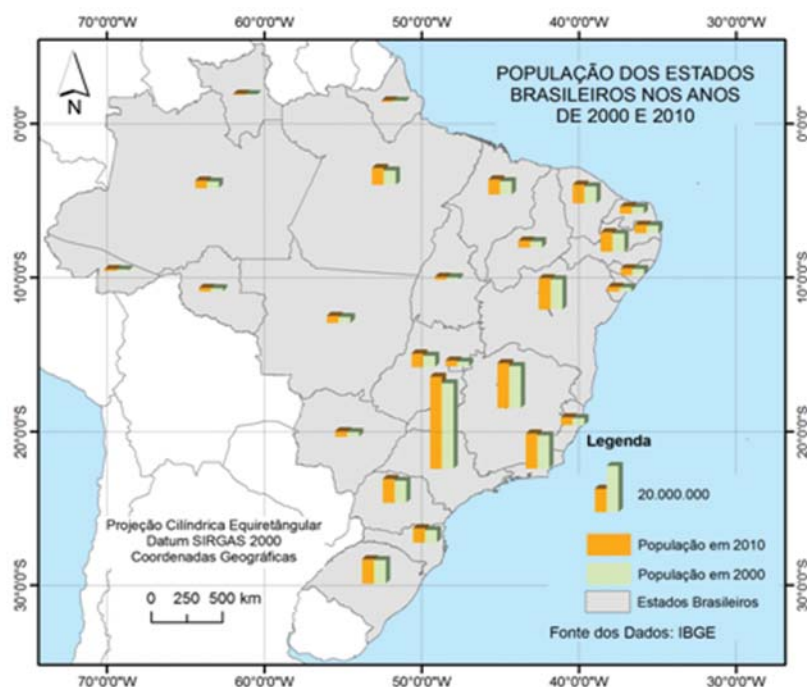 70°0'0"W 60°0'0"W 50°0'0"W 40°0'0"W 30°0'0"W
POPULAÇÃO DOS ESTADOS
BRASILEIROS NOS ANOS
DE 2000 E 2010
N
0°0'0"
0°0'0"
10°0'0"S
10°0'0"S
20°0'0"S
20°0'0"S
30°0'0"S
30°0'0"S
Legenda
20.000.000
População em 2010
População em 2000
Estados Brasileiros
Fonte dos Dados: IBGE
Projeção Cilíndrica Equiretângular
Datum SIRGAS 2000
Coordenadas Geográficas
0 250 500 km
70°0'0"W 60°0'0"W 50°0'0"W 40°0'0"W 30°0'0"W